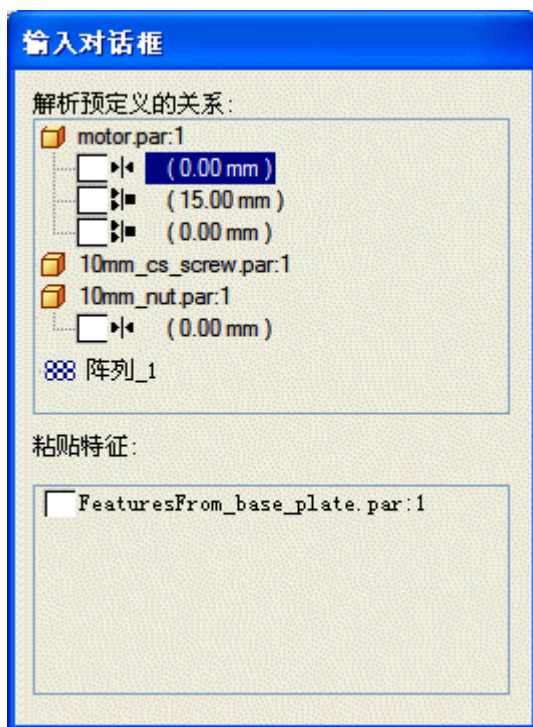 输入对话框
解析预定义的关系:
motor.par:1
( 0.00 mm )
( 15.00 mm )
( 0.00 mm )
10mm_cs_screw.par:1
10mm_nut.par:1
( 0.00 mm )
阵列_1
粘贴特征:
FeaturesFrom_base_plate.par:1